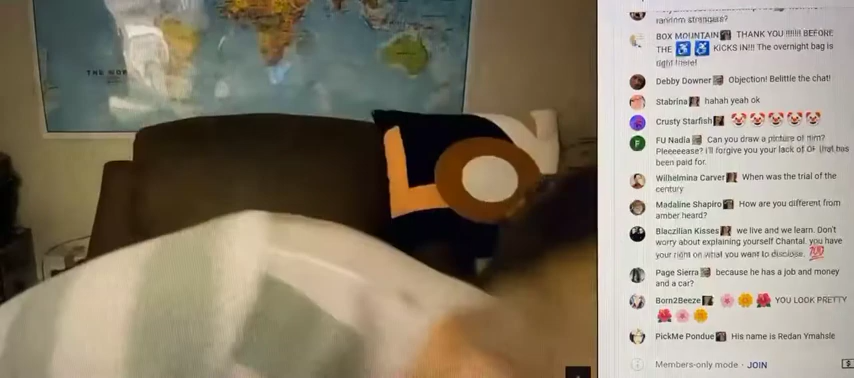 THE WOR
random strengise?
BOX MOUNTAIN THANK YOU !!!!!! BEFORE
THE KICKS IN!!! The overnight bag is
right there!
Debby Downer Objection! Belittle the chat!
Stabrina hahah yeah ok
Crusty Starfish
FU Nadia Can you draw a picture of him?
Pleeeeease? i'll forgive you your lack of that has
been paid for.
Wilhelmina Carver When was the trial of the
century
Madaline Shapiro How are you different from
amber heard?
Blaczilian Kisses we live and we learn. Don't
worry about explaining yourself Chantal, you have
your right on what you want to disclose. 💯
Page Sierra because he has a job and money
and a car?
Born2Beeze 🌸 🌼 🌺 YOU LOOK PRETTY
🌺 🌸 🌼
PickMe Pondue His name is Redan Ymahsle
Members-only mode · JOIN